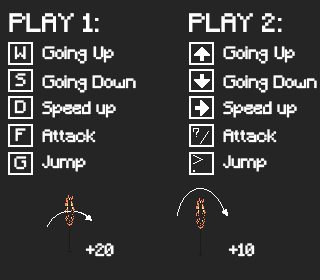 PLAY 1:
W Going Up
S Going Down
D Speed up
F Attack
G Jump
+20
PLAY 2:
Going Up
Going Down
Speed up
?/ Attack
>. Jump
+10